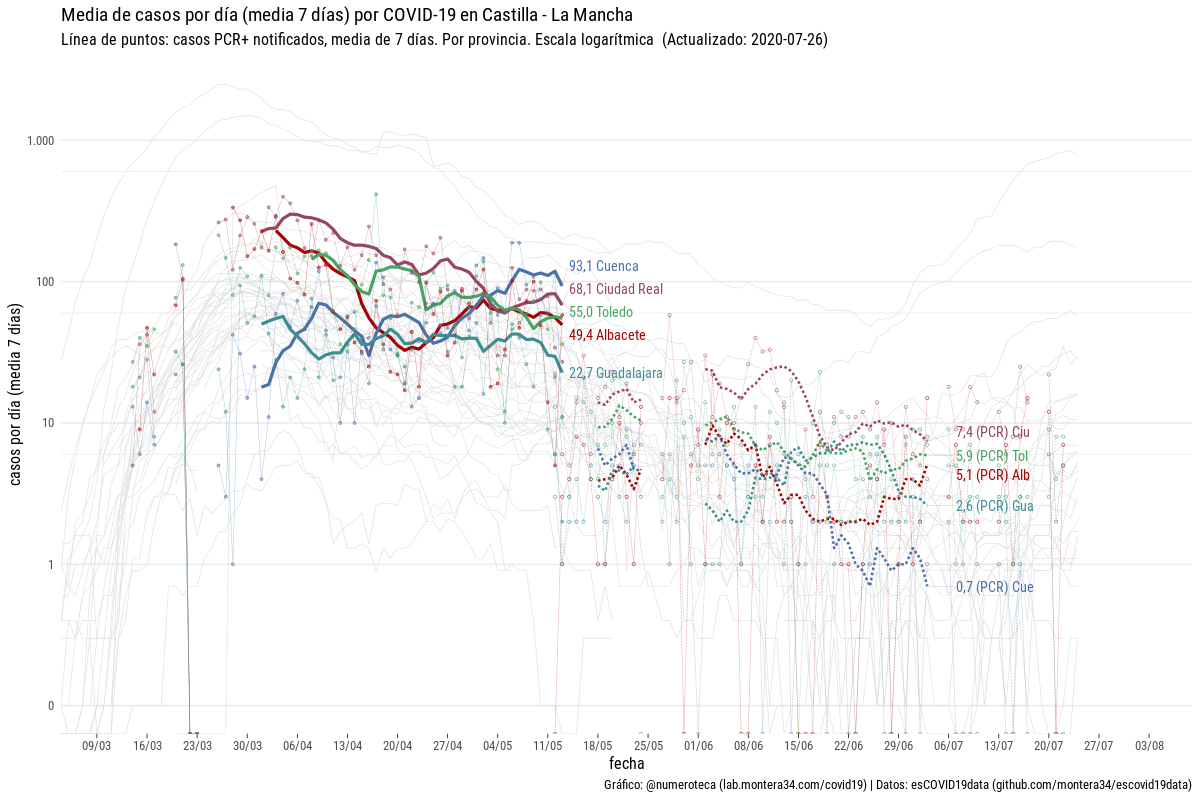 Media de casos por día (media 7 días) por COVID-19 en Castilla - La Mancha
Línea de puntos: casos PCR+ notificados, media de 7 días. Por provincia. Escala logarítmica (Actualizado: 2020-07-26)
casos por día (media 7 días)
1.000
100
10
1
0
93,1 Cuenca
68,1 Ciudad Real
55,0 Toledo
49,4 Albacete
22,7 Guadalajara
7,4 (PCR) Ciu
5,9 (PCR) Tol
5,1 (PCR) Alb
2,6 (PCR) Gua
0,7 (PCR) Cue
09/03 16/03 23/03 30/03 06/04 13/04 20/04 27/04 04/05 11/05 18/05 25/05 01/06 08/06 15/06 22/06 29/06 06/07 13/07 20/07 27/07 03/08
fecha
Gráfico: @numeroteca (lab.montera34.com/covid19) | Datos: esCOVID19data (github.com/montera34/escovid19data)